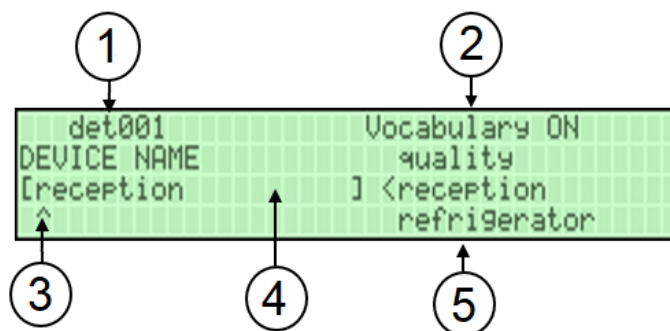 1
2
det001 Vocabulary ON
DEVICE NAME quality
[reception ] <reception
^ refrigerator
3
4
5